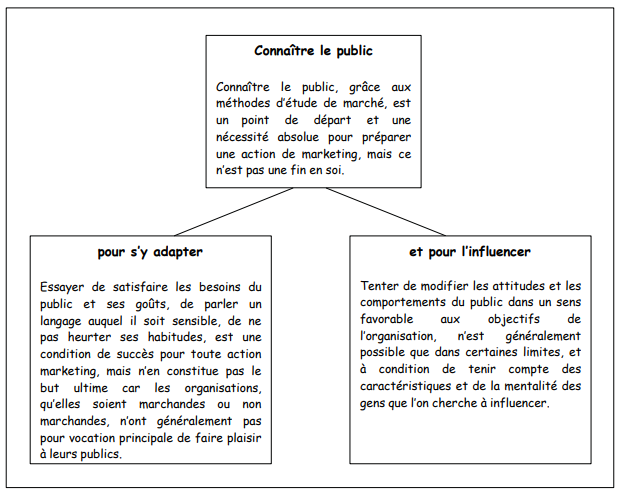 Connaître le public
Connaître le public, grâce aux
méthodes d'étude de marché, est
un point de départ et une
nécessité absolue pour préparer
une action de marketing, mais ce
n'est pas une fin en soi.
pour s'y adapter
Essayer de satisfaire les besoins du
public et ses goûts, de parler un
langage auquel il soit sensible, de ne
pas heurter ses habitudes, est une
condition de succès pour toute action
marketing, mais n'en constitue pas le
but ultime car les organisations,
qu'elles soient marchandes ou non
marchandes, n'ont généralement pas
pour vocation principale de faire plaisir
à leurs publics.
et pour l'influencer
Tenter de modifier les attitudes et les
comportements du public dans un sens
favorable aux objectifs de
l'organisation, n'est généralement
possible que dans certaines limites, et
à condition de tenir compte des
caractéristiques et de la mentalité des
gens que l'on cherche à influencer.